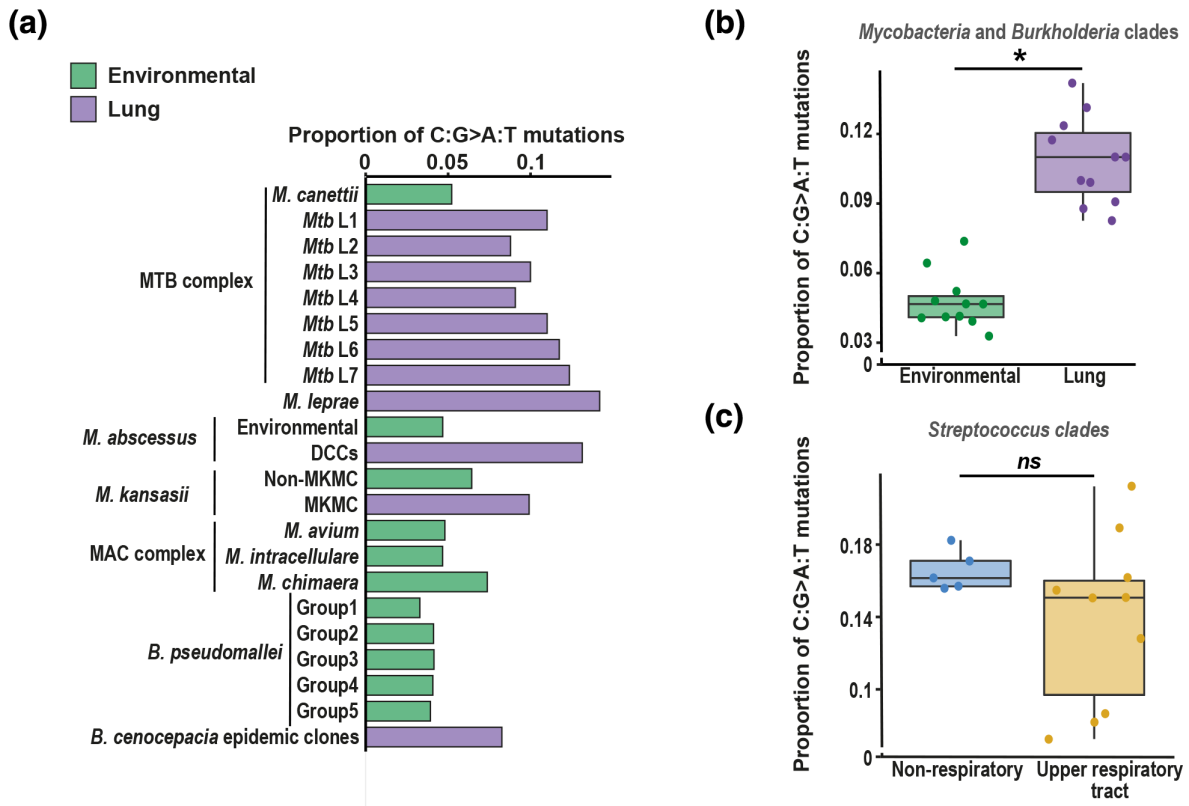 (a)
Environmental
Lung
Proportion of C:G>A:T mutations
0 0.05 0.1
M. canettii
Mtb L1
Mtb L2
Mtb L3
MTB complex
Mtb L4
Mtb L5
Mtb L6
Mtb L7
M. leprae
M. abscessus
Environmental
DCCs
M. kansasii
Non-MKMC
MKMC
MAC complex
M. avium
M. intracellulare
M. chimaera
B. pseudomallei
Group1
Group2
Group3
Group4
Group5
B. cenocepacia epidemic clones
(b)
Mycobacteria and Burkholderia clades
*
Proportion of C:G>A:T mutations
0.12
0.09
0.06
0.03
0
Environmental Lung
(c)
Streptococcus clades
ns
Proportion of C:G>A:T mutations
0.18
0.14
0.1
0
Non-respiratory Upper respiratory
tract